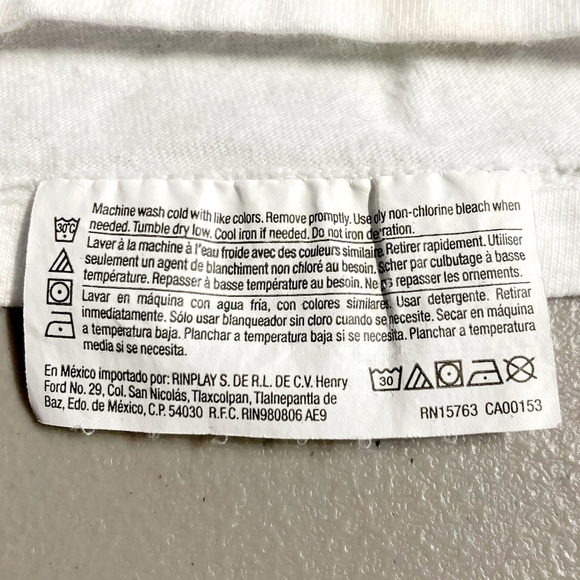 Machine wash cold with like colors. Remove promptly. Use only non-chlorine bleach when
needed. Tumble dry low. Cool iron if needed. Do not iron decoration.
Laver à la machine à l'eau froide avec des couleurs similaire. Retirer rapidement. Utiliser
seulement un agent de blanchiment non chloré au besoin. Sécher par culbutage à basse
température. Repasser à basse température au besoin. Ne pas repasser les ornements.
Lavar en máquina con agua fría, con colores similares. Usar detergente. Retirar
inmediatamente. Sólo usar blanqueador sin cloro cuando se necesite. Secar en máquina
a temperatura baja. Planchar a temperatura baja si se necesita. Planchar a temperatura
media si se necesita.
En México importado por: RINPLAY S. DE R.L. DE C.V. Henry
Ford No. 29, Col. San Nicolás, Tlaxcolpan, Tlalnepantla de
Baz, Edo. de México, C.P. 54030 R.F.C. RIN980806 AE9
30°C
30
RN15763 CA00153